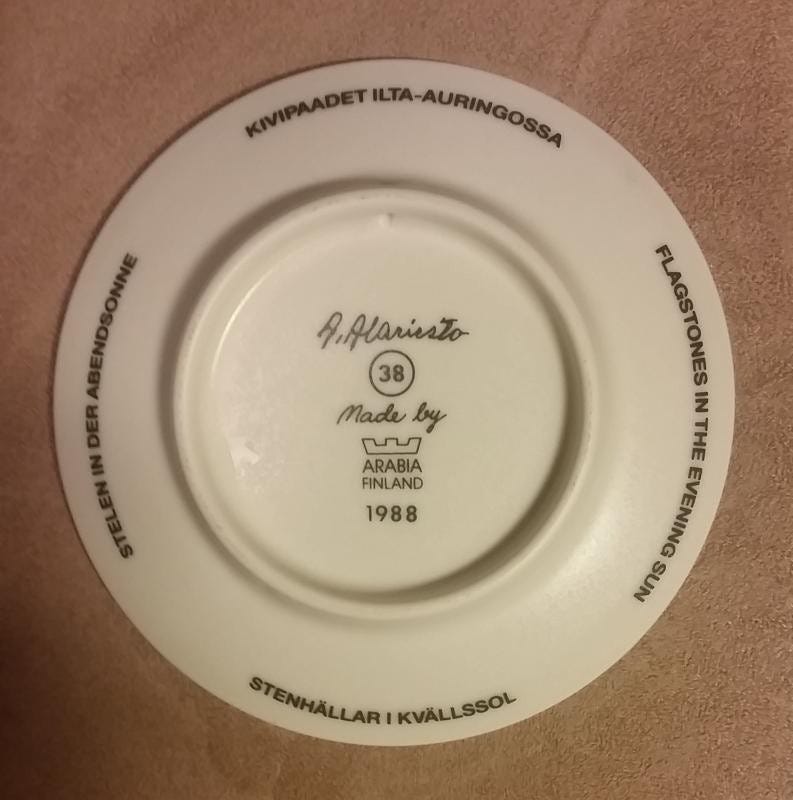 KIVIPAADET ILTA-AURINGOSSA
FLAGSTONES IN THE EVENING SUN
STENHÄLLAR I KVÄLLSSOL
STELEN IN DER ABENDSONNE
A. Alariesto
38
Made by
ARABIA
FINLAND
1988